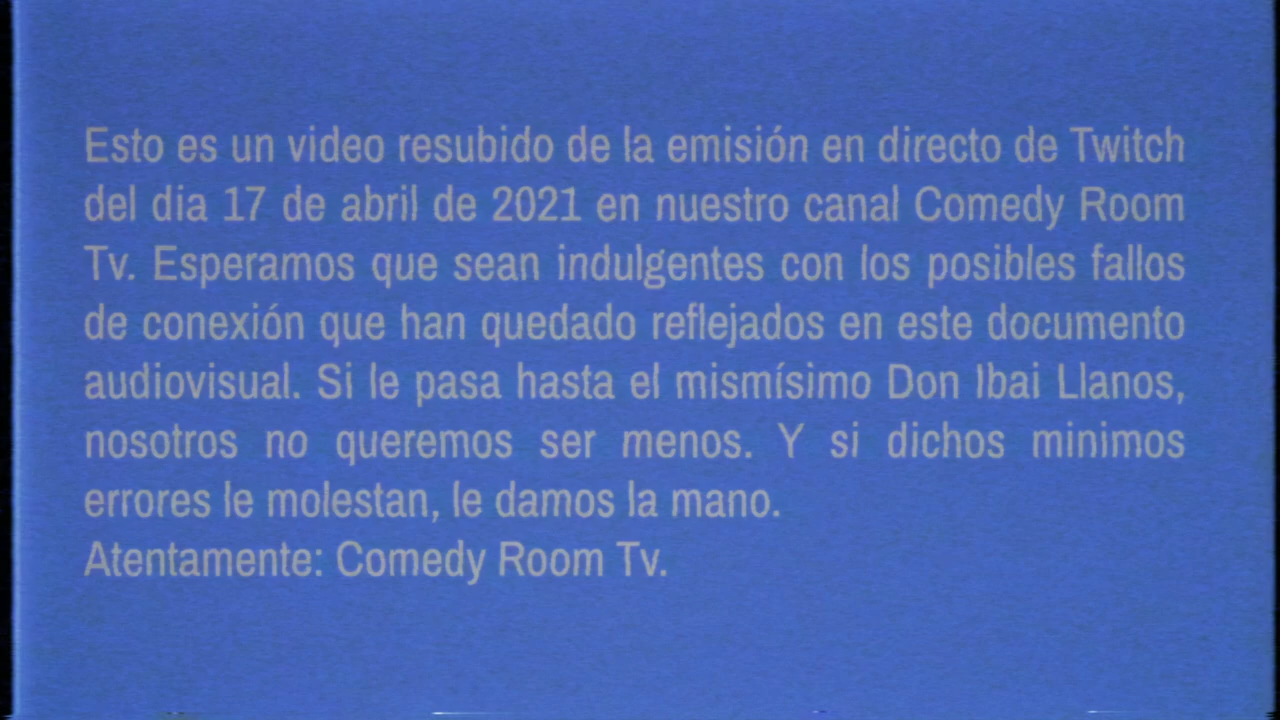 Esto es un video resubido de la emisión en directo de Twitch
del dia 17 de abril de 2021 en nuestro canal Comedy Room
Tv. Esperamos que sean indulgentes con los posibles fallos
de conexión que han quedado reflejados en este documento
audiovisual. Si le pasa hasta el mismísimo Don Ibai Llanos,
nosotros no queremos ser menos. Y si dichos minimos
errores le molestan, le damos la mano.
Atentamente: Comedy Room Tv.